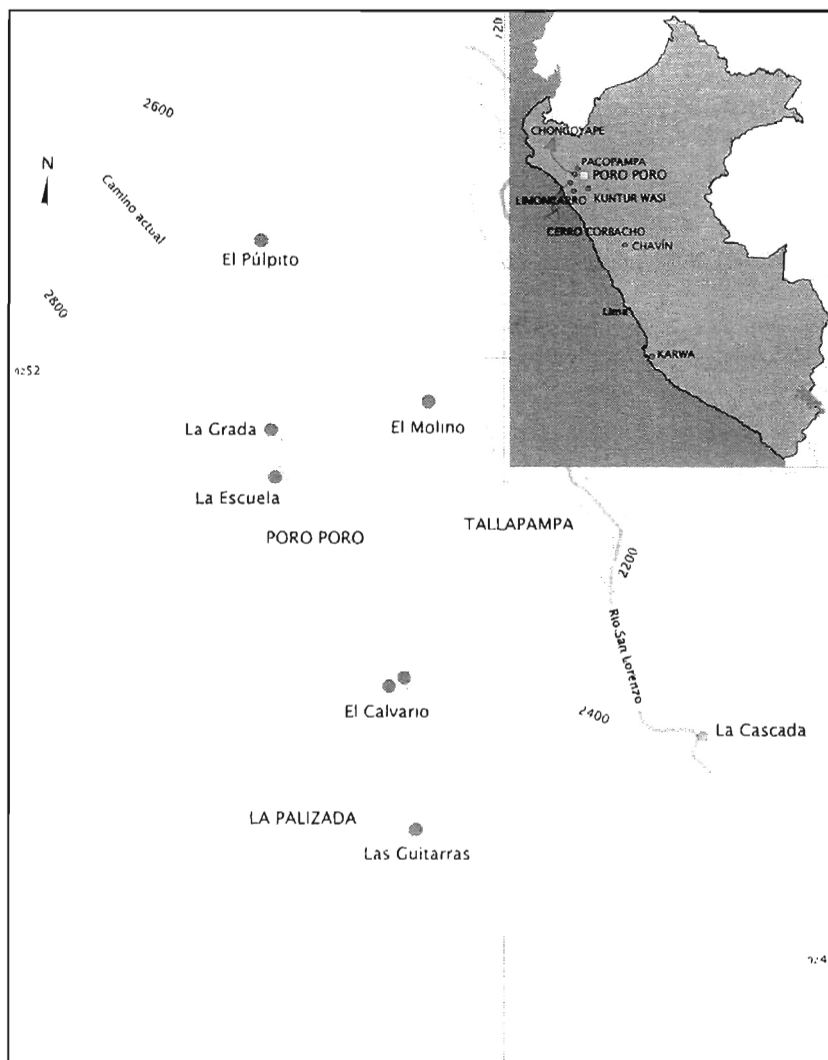 2600
N
Camino actual
El Púlpito
2800
La Grada
El Molino
La Escuela
PORO PORO
TALLAPAMPA
2200
Río San Lorenzo
El Calvario
2400
La Cascada
LA PALIZADA
Las Guitarras
CHONGOYAPE
PACOPAMPA
PORO PORO
LIMONCARRO
KUNTUR WASI
CERRO CORBACHO
CHAVÍN
Lima
KARWA